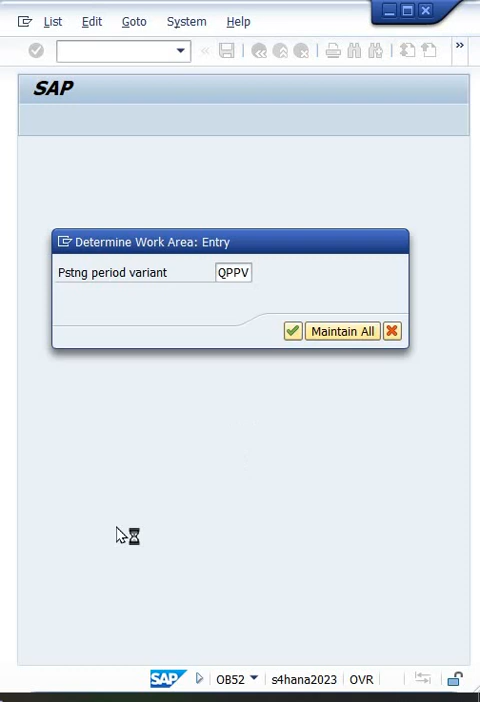 List Edit Goto System Help
SAP
Determine Work Area: Entry
Pstng period variant QPPV
Maintain All
SAP OB52 s4hana2023 OVR